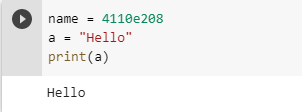 name = 4110e208
a = "Hello"
print(a)
Hello